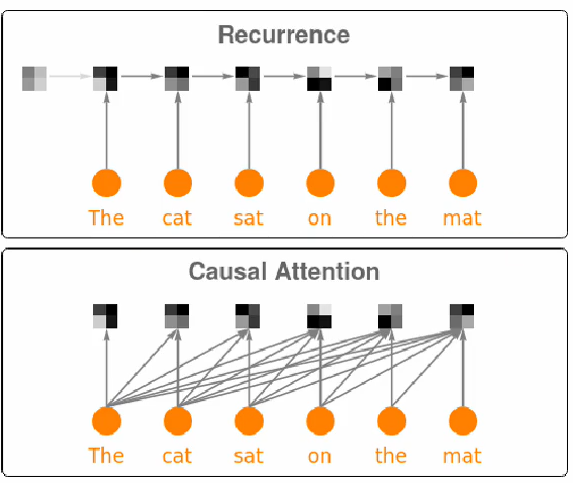 Recurrence
The cat sat on the mat
Causal Attention
The cat sat on the mat